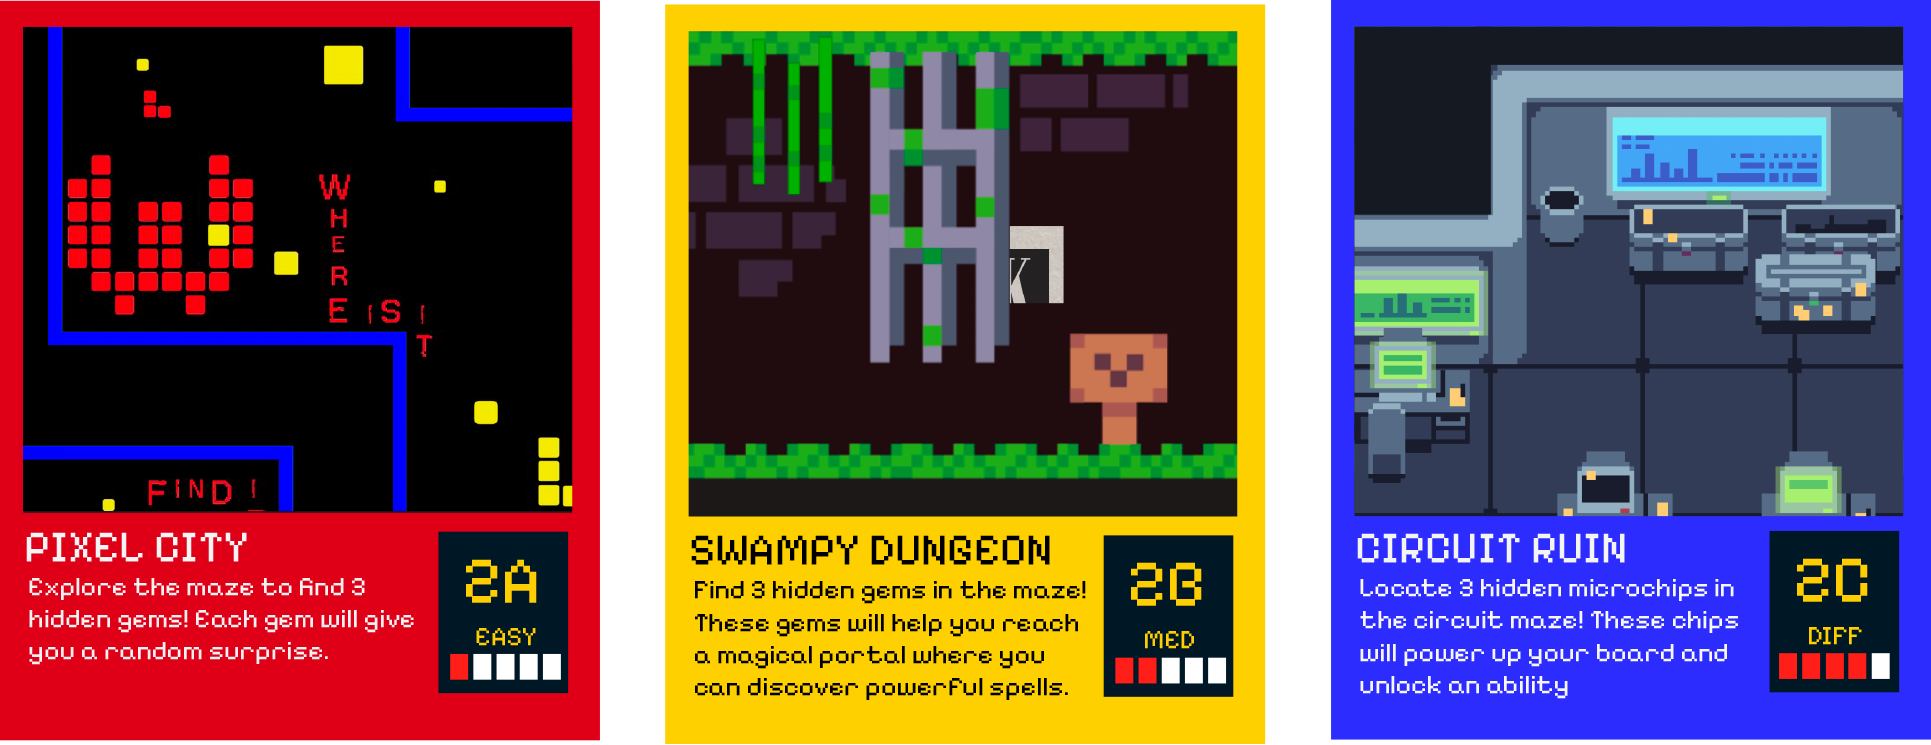 WHERE IS IT
FIND
PIXEL CITY
Explore the maze to find 3
hidden gems! Each gem will give
you a random surprise.
2A
EASY
K
SWAMPY DUNGEON
Find 3 hidden gems in the maze!
These gems will help you reach
a magical portal where you
can discover powerful spells.
2B
MED
CIRCUIT RUIN
Locate 3 hidden microchips in
the circuit maze! These chips
will power up your board and
unlock an ability
2C
DIFF